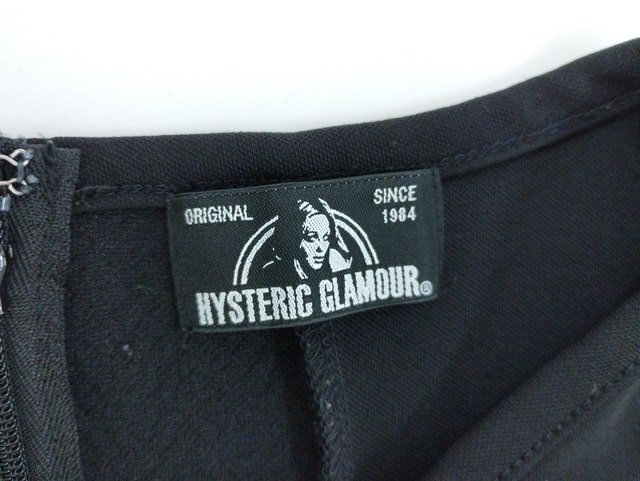 ORIGINAL
SINCE
1984
HYSTERIC GLAMOUR®